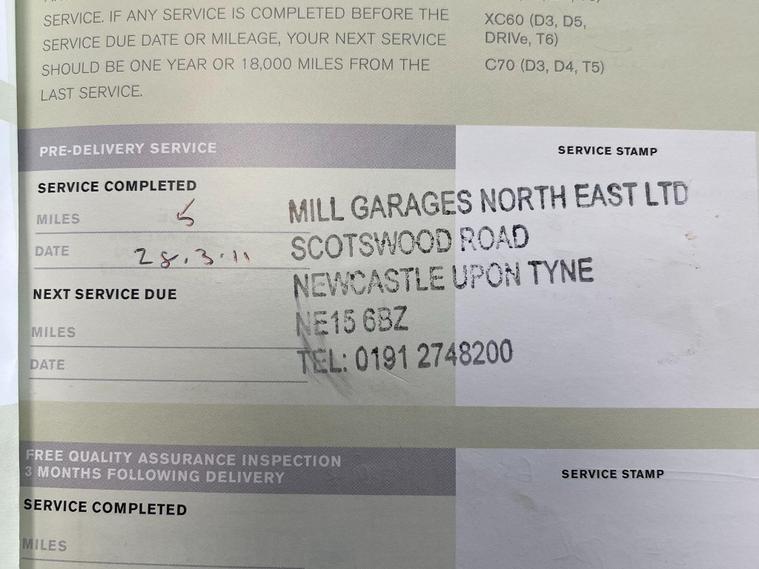 SERVICE. IF ANY SERVICE IS COMPLETED BEFORE THE
SERVICE DUE DATE OR MILEAGE, YOUR NEXT SERVICE
SHOULD BE ONE YEAR OR 18,000 MILES FROM THE
LAST SERVICE.
XC60 (D3, D5,
DRIVe, T6)
C70 (D3, D4, T5)
PRE-DELIVERY SERVICE
SERVICE STAMP
SERVICE COMPLETED
MILES 5
DATE 28.3.11
NEXT SERVICE DUE
MILES
DATE
MILL GARAGES NORTH EAST LTD
SCOTSWOOD ROAD
NEWCASTLE UPON TYNE
NE15 6BZ
TEL: 0191 2748200
FREE QUALITY ASSURANCE INSPECTION
3 MONTHS FOLLOWING DELIVERY
SERVICE STAMP
SERVICE COMPLETED
MILES